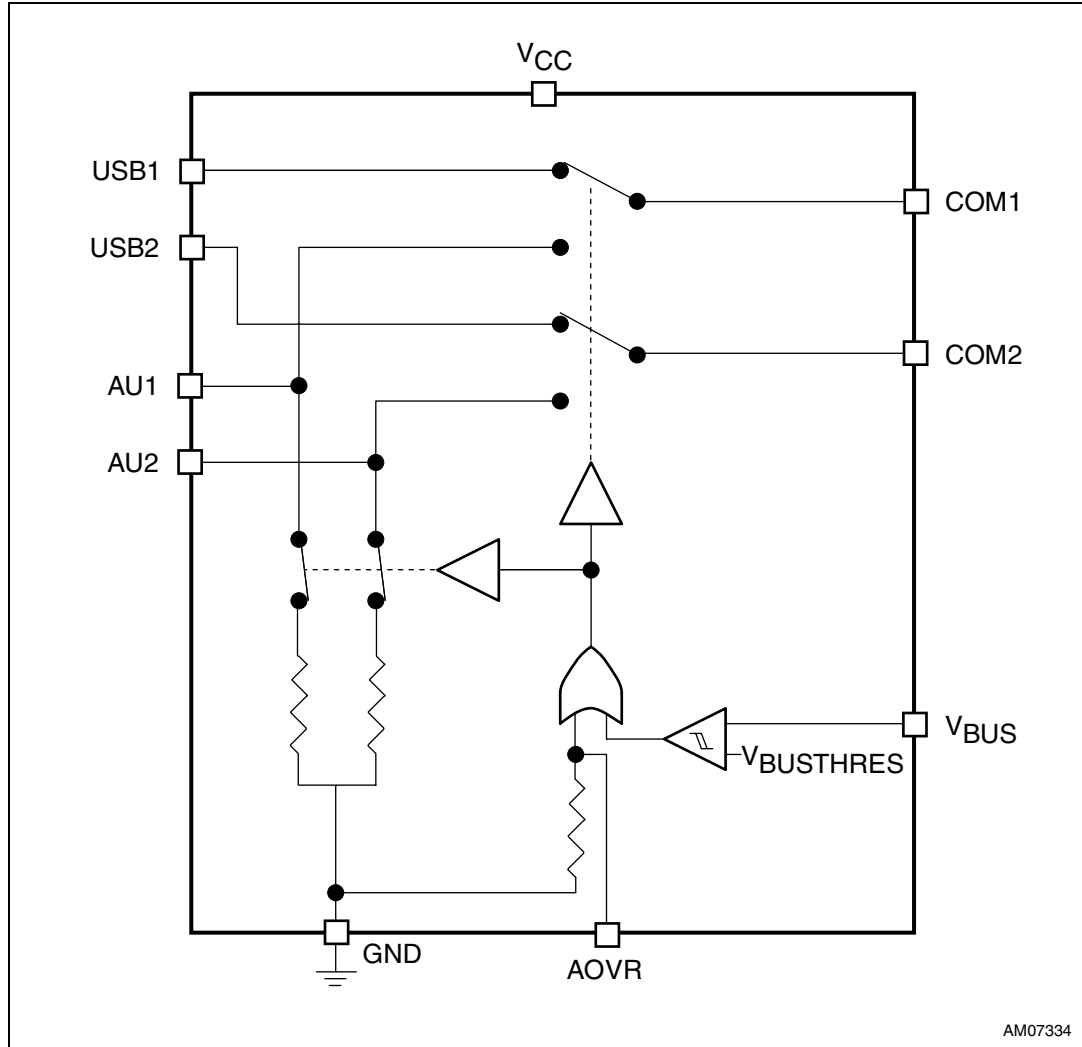 VCC
USB1
COM1
USB2
COM2
AU1
AU2
VBUS
VBUSTHRES
GND
AOVR
AM07334